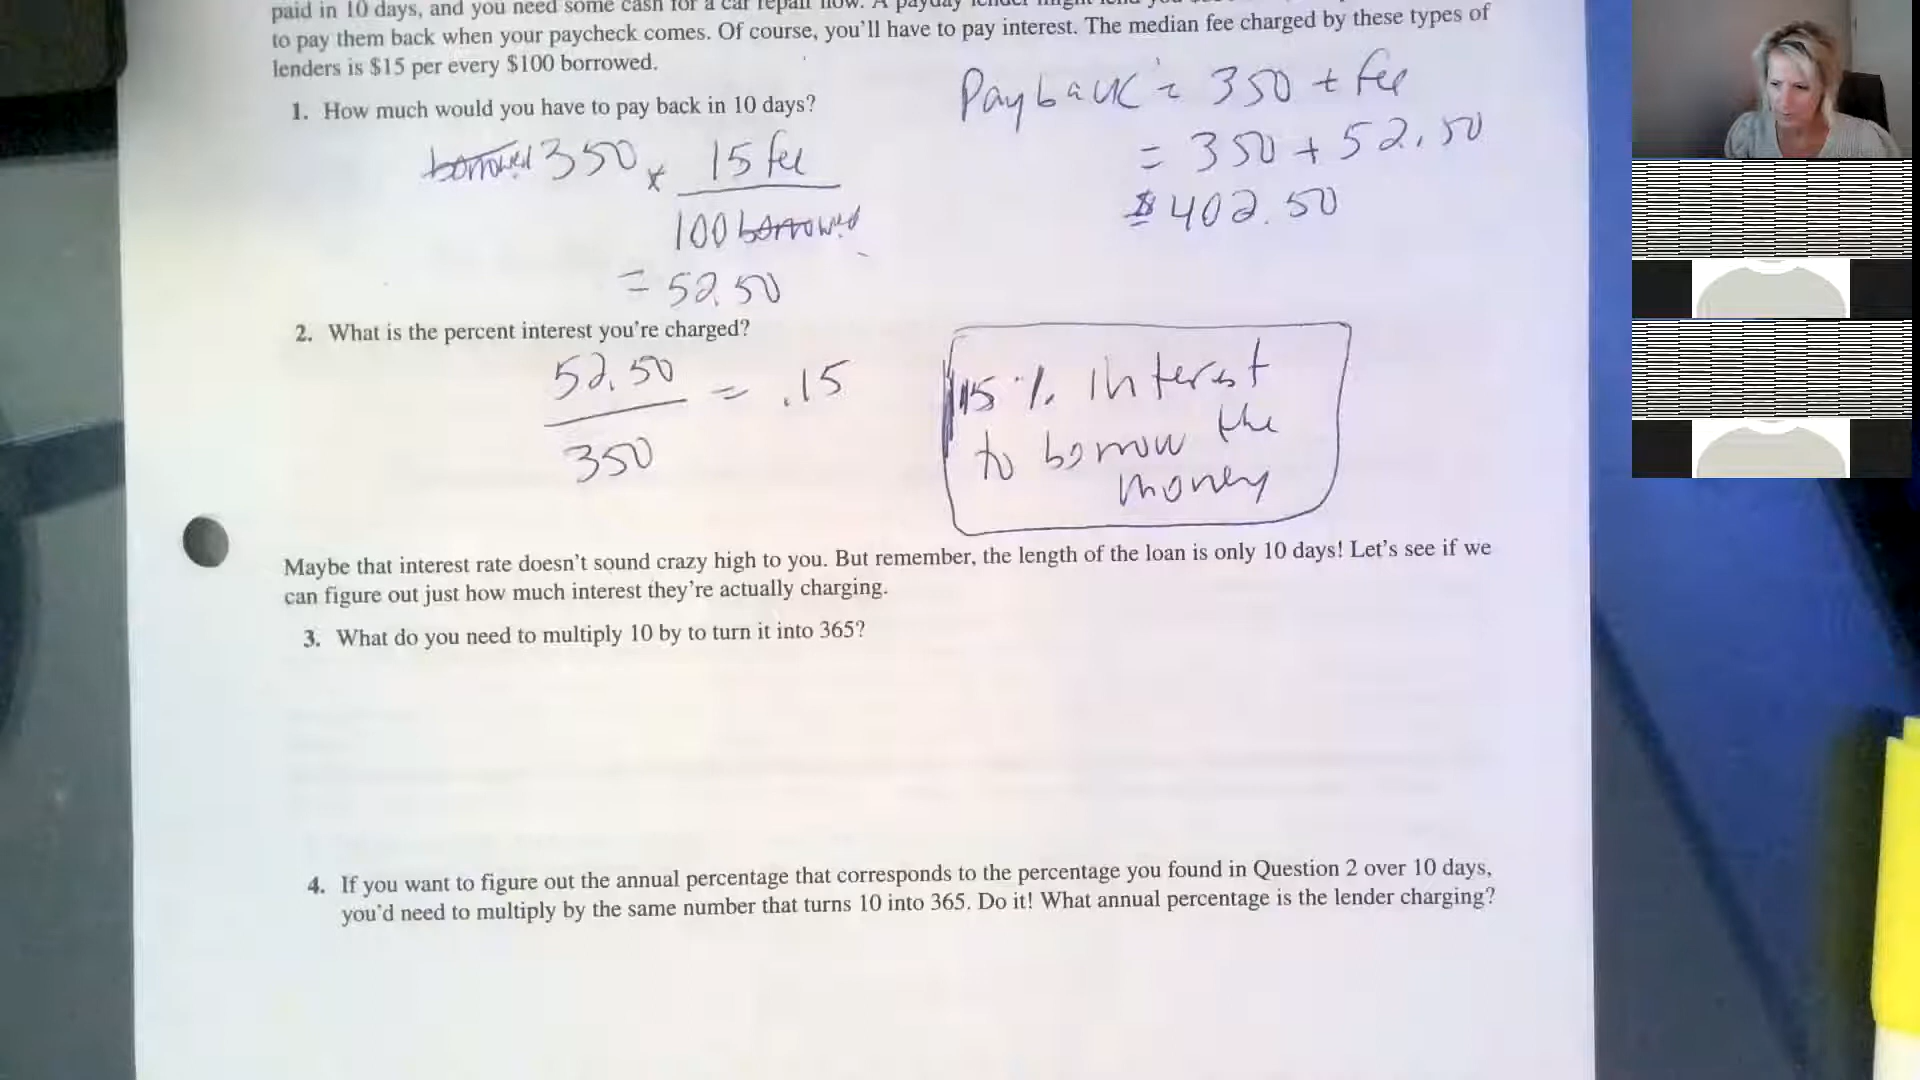 paid in 10 days, and you need some cash for a car repair now. A payday lender might lend you
to pay them back when your paycheck comes. Of course, you'll have to pay interest. The median fee charged by these types of
lenders is $15 per every $100 borrowed.
1. How much would you have to pay back in 10 days?
borrowed 350 × 15 fee
100 borrowed
= 52.50
Payback = 350 + fee
= 350 + 52.50
$402.50
2. What is the percent interest you're charged?
52.50
350
= .15
15% interest
to borrow the
money
Maybe that interest rate doesn't sound crazy high to you. But remember, the length of the loan is only 10 days! Let's see if we
can figure out just how much interest they're actually charging.
3. What do you need to multiply 10 by to turn it into 365?
4. If you want to figure out the annual percentage that corresponds to the percentage you found in Question 2 over 10 days,
you'd need to multiply by the same number that turns 10 into 365. Do it! What annual percentage is the lender charging?